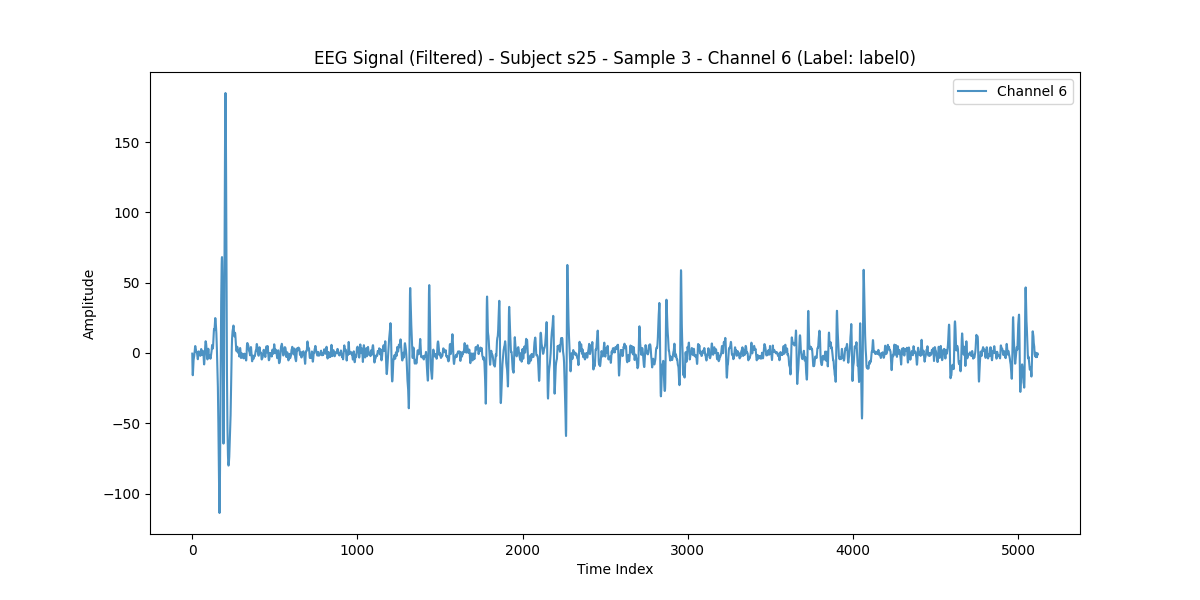 EEG Signal (Filtered) - Subject s25 - Sample 3 - Channel 6 (Label: label0)
Channel 6
150
100
50
0
−50
−100
Amplitude
0 1000 2000 3000 4000 5000
Time Index